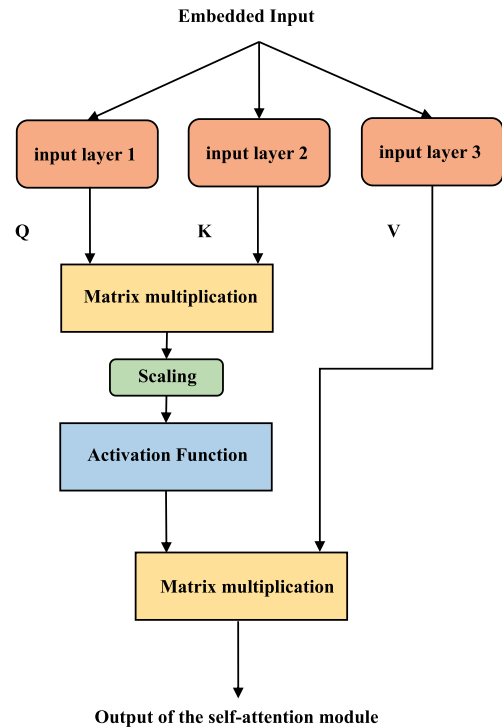 Embedded Input
input layer 1
input layer 2
input layer 3
Q
K
V
Matrix multiplication
Scaling
Activation Function
Matrix multiplication
Output of the self-attention module